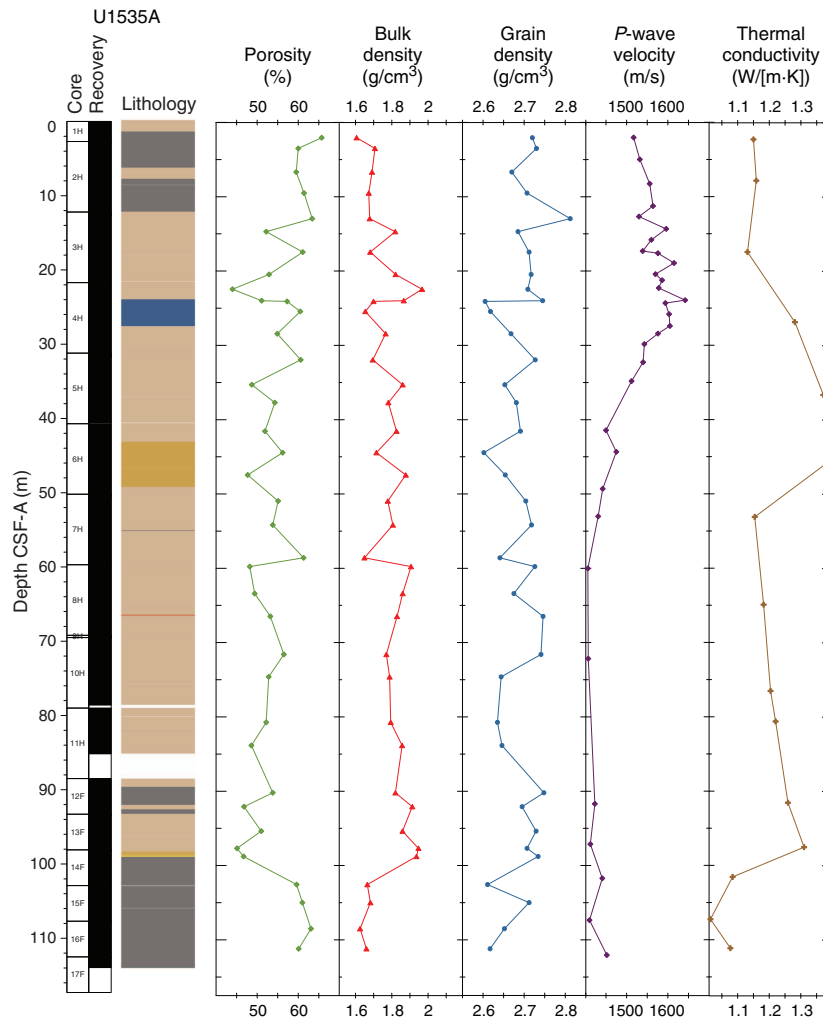 U1535A
Core
Recovery
Lithology
Porosity
(%)
Bulk
density
(g/cm³)
Grain
density
(g/cm³)
P-wave
velocity
(m/s)
Thermal
conductivity
(W/[m·K])
50 60
1.6 1.8 2
2.6 2.7 2.8
1500 1600
1.1 1.2 1.3
Depth CSF-A (m)
0
10
20
30
40
50
60
70
80
90
100
110
1H
2H
3H
4H
5H
6H
7H
8H
9H
10H
11H
12F
13F
14F
15F
16F
17F
50 60
1.6 1.8 2
2.6 2.7 2.8
1500 1600
1.1 1.2 1.3